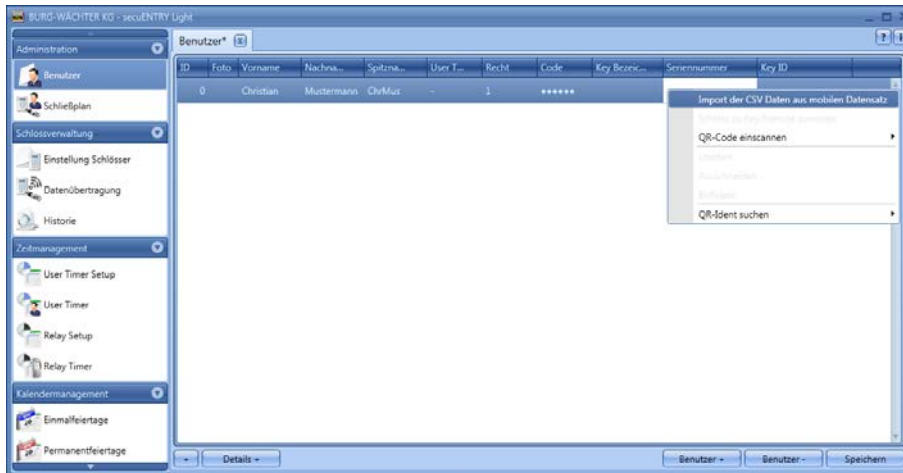 BURG-WÄCHTER KG - secuENTRY Light
Administration
Benutzer
Schließplan
Schlossverwaltung
Einstellung Schlösser
Datenübertragung
Historie
Zeitmanagement
User Timer Setup
User Timer
Relay Setup
Relay Timer
Kalendermanagement
Einmalfeiertage
Permanentfeiertage
Benutzer*
?
ID Foto Vorname Nachna... Spitzna... User T... Recht Code Key Bezeic... Seriennummer Key ID
0 Christian Mustermann ChrMus - 1 ******
Import der CSV Daten aus mobilen Datensatz
QR-Code einscannen
Löschen
Ausschneiden
Einfügen
QR-Ident suchen
- Details + Benutzer + Benutzer - Speichern